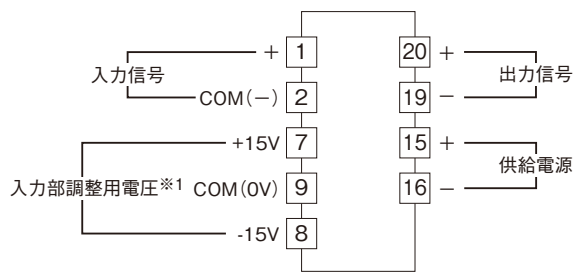 + 1
入力信号
COM(−) 2
+15V 7
入力部調整用電圧※1 COM(0V) 9
-15V 8
20 +
出力信号
19 −
15 +
供給電源
16 −